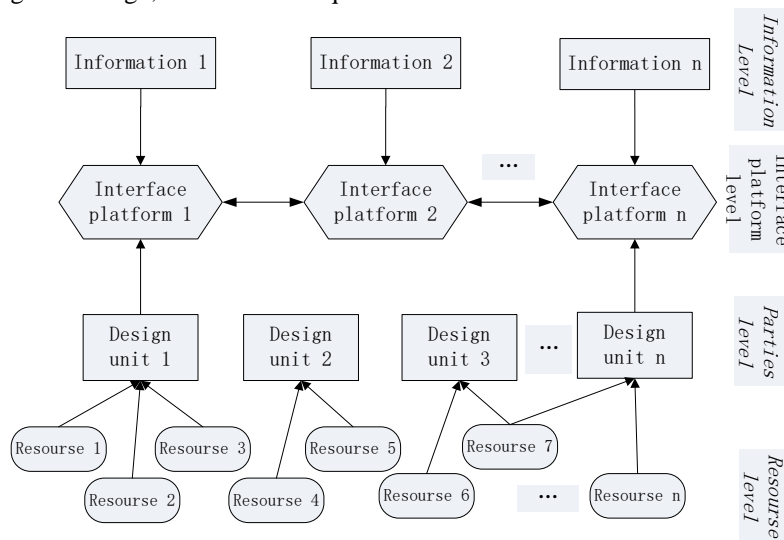 Information 1
Information 2
Information n
Information
Level
...
Interface
platform 1
Interface
platform 2
Interface
platform n
Interface
platform
level
Design
unit 1
Design
unit 2
Design
unit 3
...
Design
unit n
Parties
level
Resourse 1
Resourse 3
Resourse 5
Resourse 7
Resourse 2
Resourse 4
Resourse 6
...
Resourse n
Resourse
level